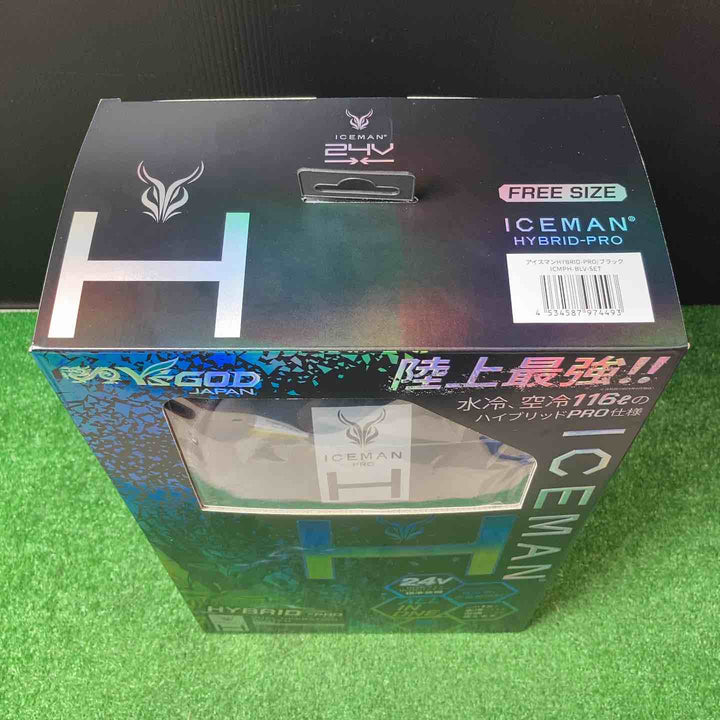 ICEMAN®
24V
H
FREE SIZE
ICEMAN®
HYBRID-PRO
アイスマンHYBRID-PRO/ブラック
ICMPH-BLV-SET
4 534587 974493
Y'sGOD
JAPAN
陸上最強!!
水冷、空冷116ℓの
ハイブリッドPRO仕様
ICEMAN
ICEMAN
PRO
H
H
24V
HYBRID